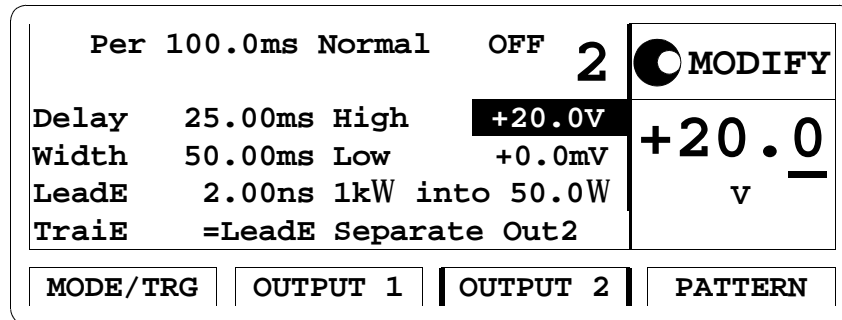 Per 100.0ms Normal OFF 2
MODIFY
Delay 25.00ms High +20.0V
Width 50.00ms Low +0.0mV
LeadE 2.00ns 1kW into 50.0W
TraiE =LeadE Separate Out2
+20.0
V
MODE/TRG OUTPUT 1 OUTPUT 2 PATTERN